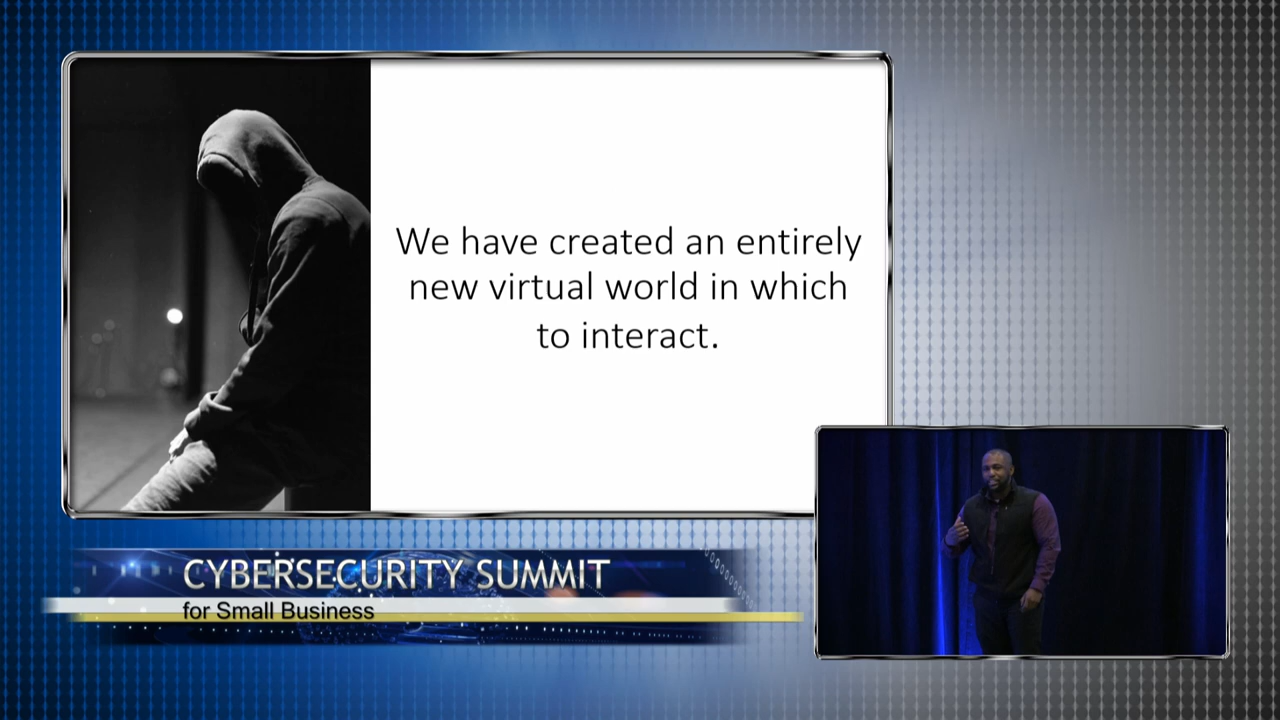 We have created an entirely
new virtual world in which
to interact.
CYBERSECURITY SUMMIT
for Small Business